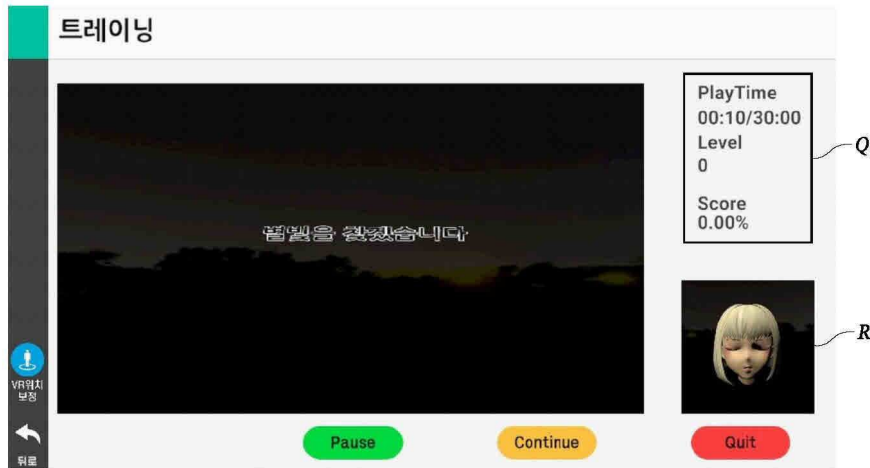 트레이닝
별빛을 찾겠습니다
PlayTime
00:10/30:00
Level
0
Score
0.00%
Q
R
VR위치
보정
뒤로
Pause
Continue
Quit